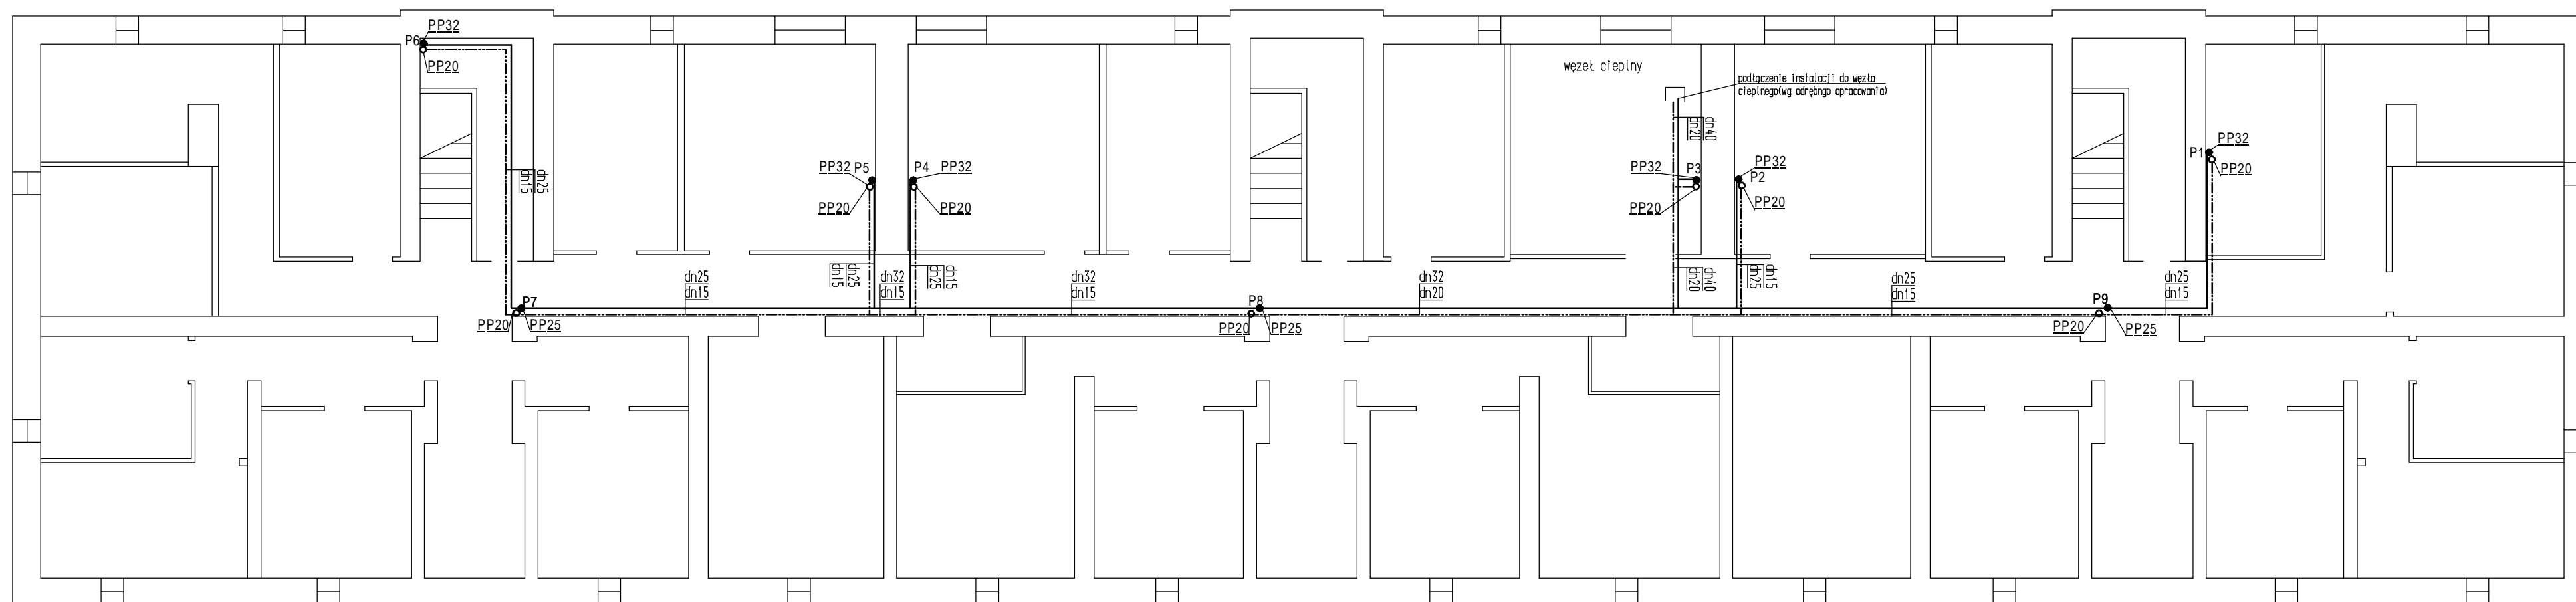 PP32
P6
PP20
węzeł cieplny
podłączenie instalacji do węzła
cieplnego(wg odrębngo opracowania)
dn20
dn40
PP32
P1
PP20
dn15
dn25
PP32
P5
P4
PP32
PP20
PP20
PP32
P3
PP32
P2
PP20
PP20
dn25
dn15
dn15
dn25
dn32
dn15
dn25
dn15
dn32
dn15
dn32
dn20
dn20
dn40
dn25
dn15
dn25
dn15
dn25
dn15
P7
PP20
PP25
P8
PP20
PP25
P9
PP20
PP25